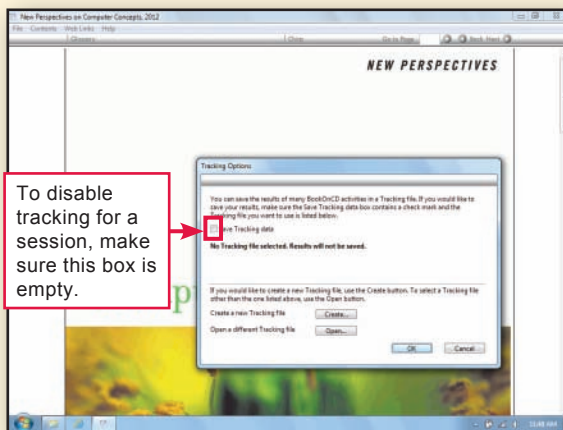 New Perspectives on Computer Concepts, 2012
File Contents Web Links Help
Glossary Close Go to Page Back Next
NEW PERSPECTIVES
Tracking Options
You can save the results of many BookOnCD activities in a Tracking file. If you would like to
save your results, make sure the Save Tracking data box contains a check mark and the
Tracking file you want to use is listed below.
Save Tracking data
No Tracking file selected. Results will not be saved.
If you would like to create a new Tracking file, use the Create button. To select a Tracking file
other than the one listed above, use the Open button.
Create a new Tracking file Create...
Open a different Tracking file Open...
OK Cancel
To disable
tracking for a
session, make
sure this box is
empty.